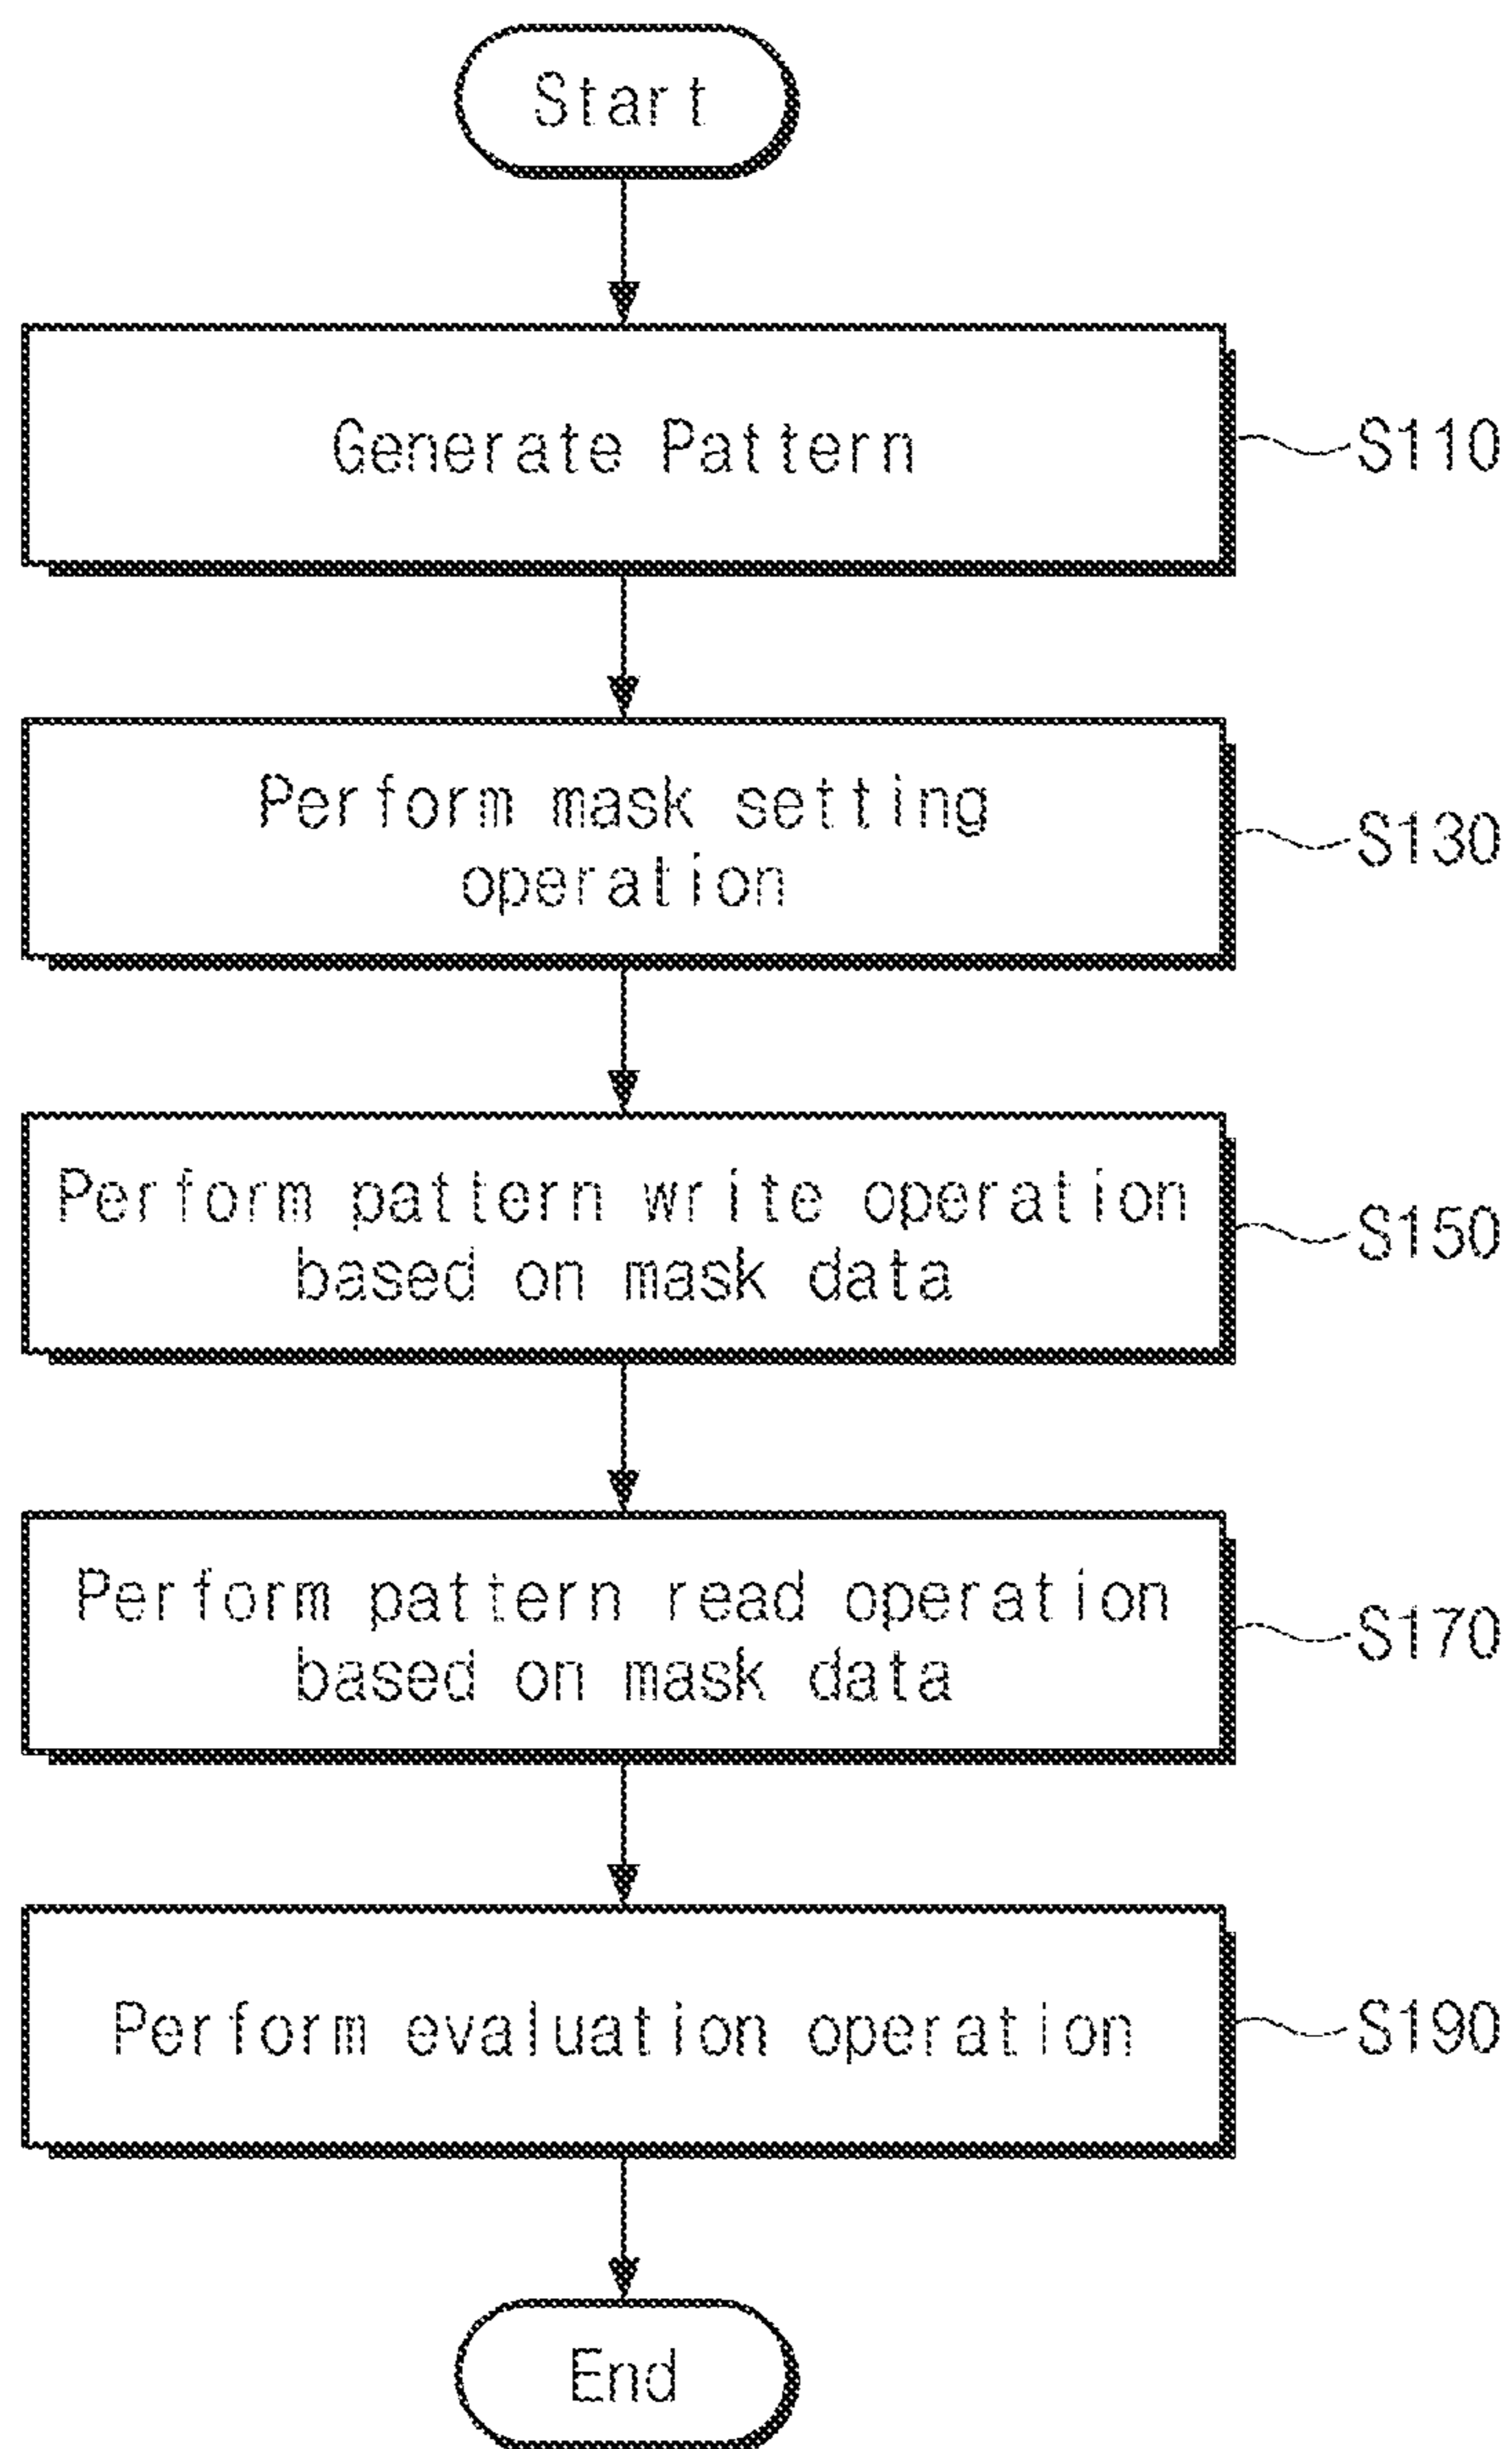 Start
Generate Pattern
S110
Perform mask setting
operation
S130
Perform pattern write operation
based on mask data
S150
Perform pattern read operation
based on mask data
S170
Perform evaluation operation
S190
End